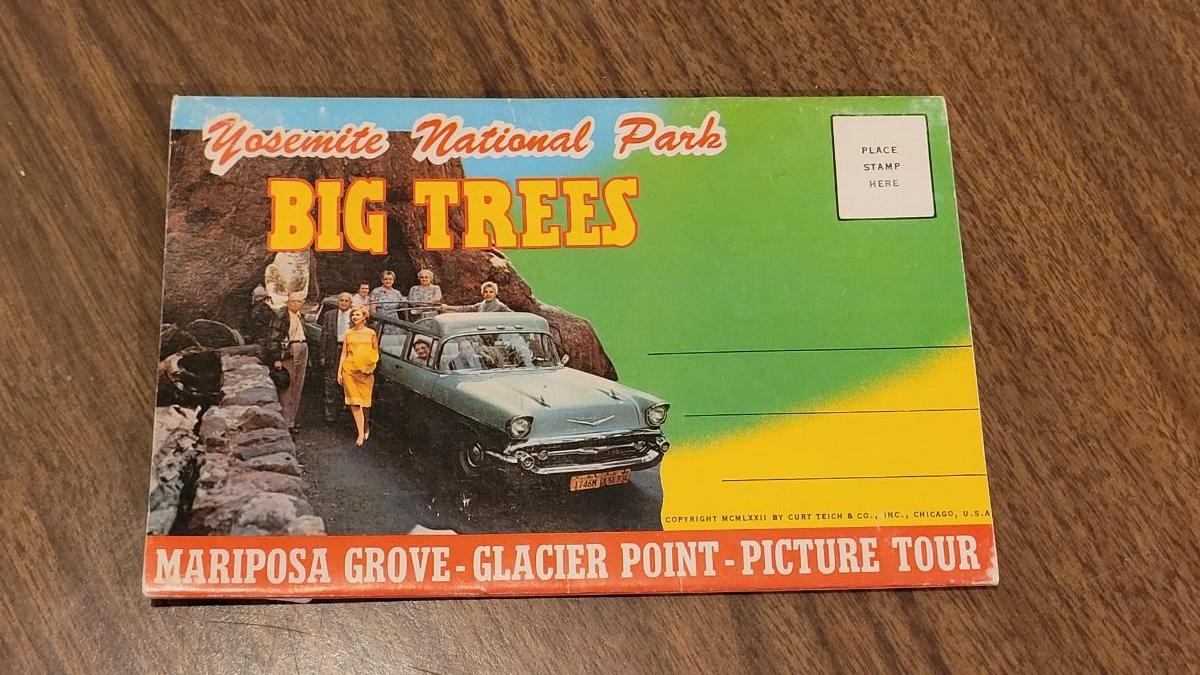 Yosemite National Park
BIG TREES
PLACE
STAMP
HERE
COPYRIGHT MCMLXXII BY CURT TEICH & CO., INC., CHICAGO, U.S.A
MARIPOSA GROVE - GLACIER POINT - PICTURE TOUR